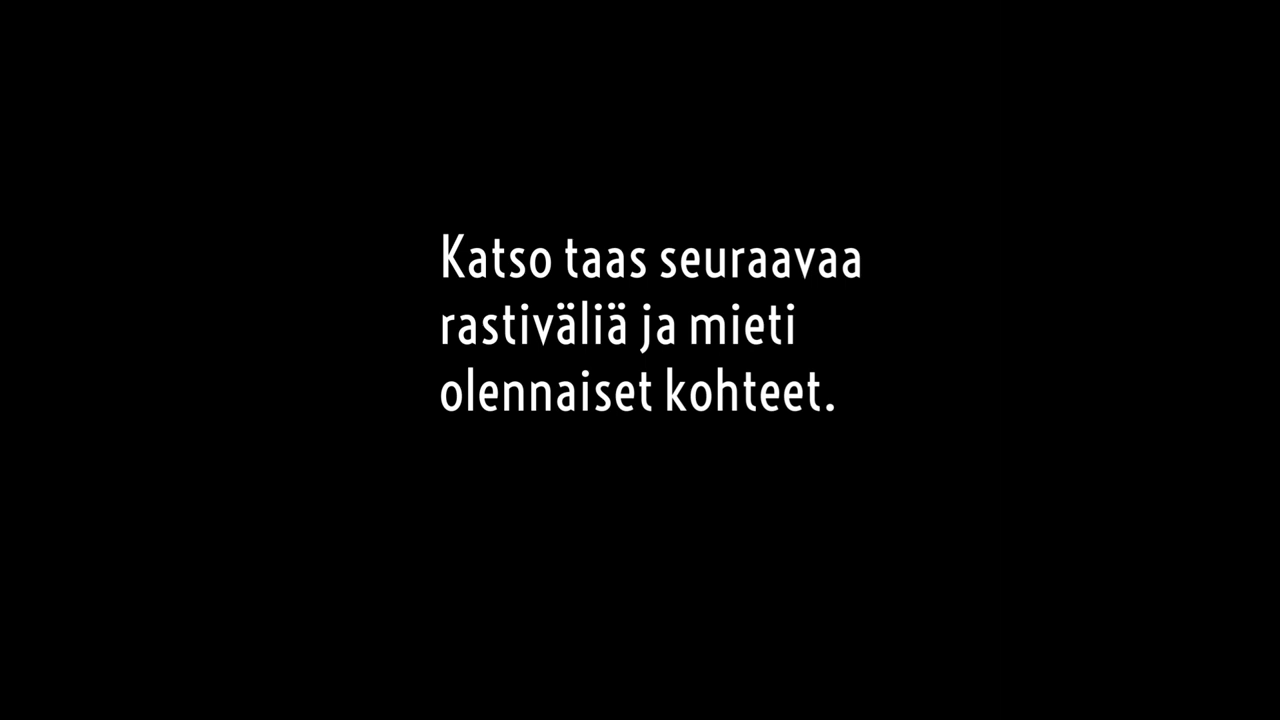 Katso taas seuraavaa
rastiväliä ja mieti
olennaiset kohteet.